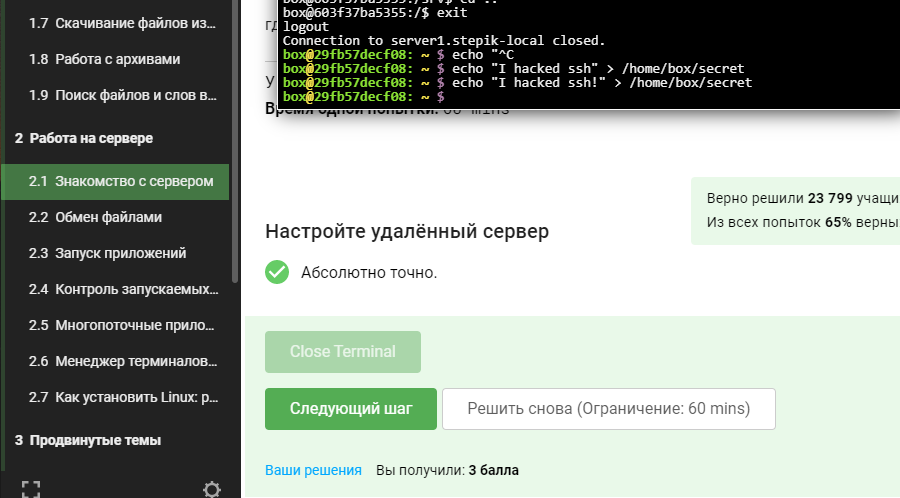 1.7 Скачивание файлов из...
1.8 Работа с архивами
1.9 Поиск файлов и слов в...
2 Работа на сервере
2.1 Знакомство с сервером
2.2 Обмен файлами
2.3 Запуск приложений
2.4 Контроль запускаемых...
2.5 Многопоточные прило...
2.6 Менеджер терминалов...
2.7 Как установить Linux: р...
3 Продвинутые темы
box@603f37ba5355:/$ exit
logout
Connection to server1.stepik-local closed.
box@29fb57decf08: ~ $ echo "^C
box@29fb57decf08: ~ $ echo "I hacked ssh" > /home/box/secret
box@29fb57decf08: ~ $ echo "I hacked ssh!" > /home/box/secret
box@29fb57decf08: ~ $
Время одной попытки: 60 mins
Верно решили 23 799 учащи
Из всех попыток 65% верны
Настройте удалённый сервер
Абсолютно точно.
Close Terminal
Следующий шаг
Решить снова (Ограничение: 60 mins)
Ваши решения Вы получили: 3 балла